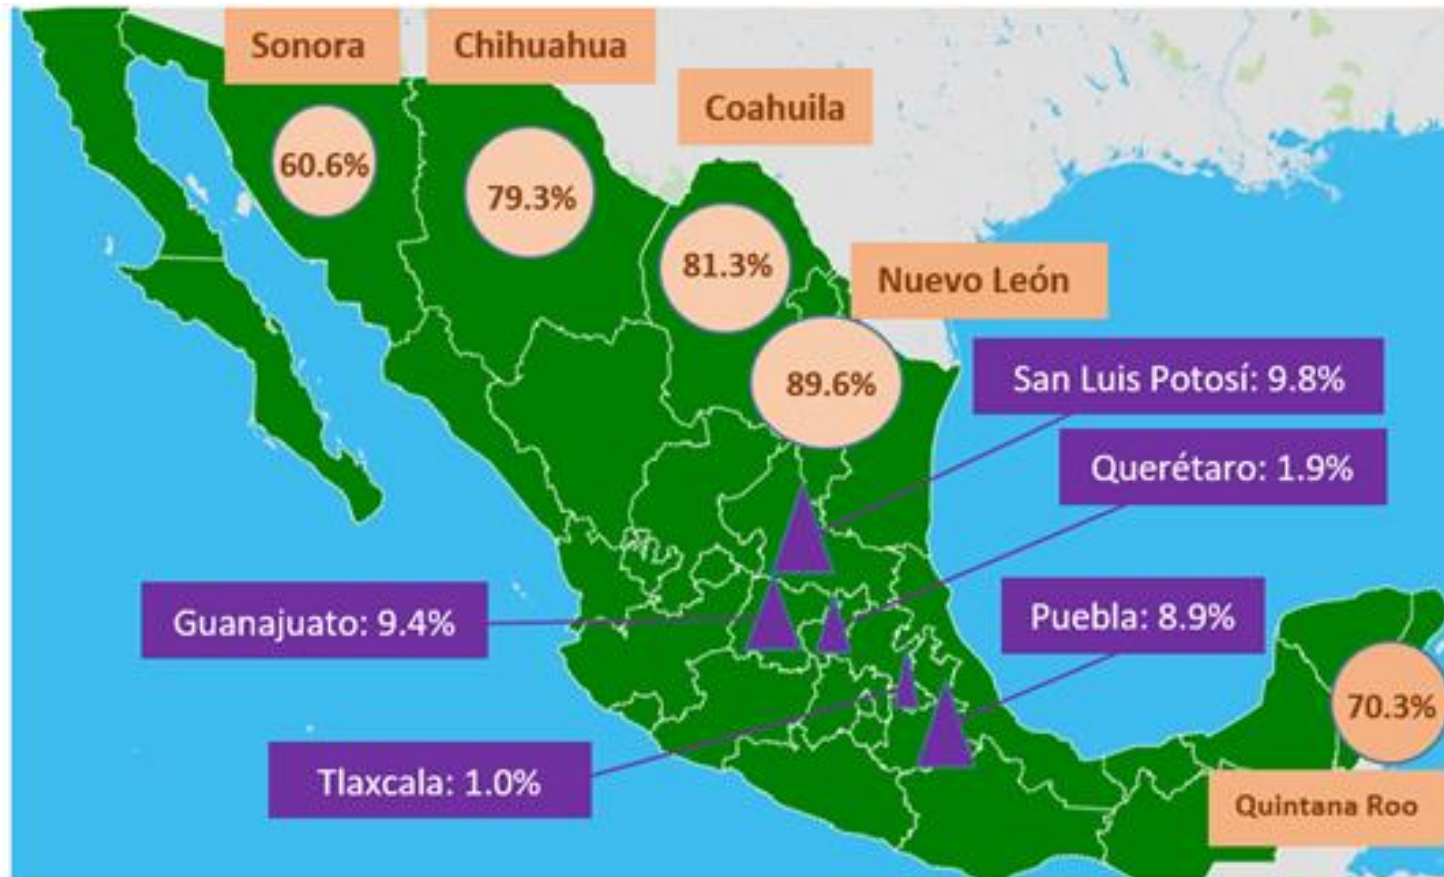 Sonora
Chihuahua
Coahuila
60.6%
79.3%
81.3%
Nuevo León
89.6%
San Luis Potosí: 9.8%
Querétaro: 1.9%
Guanajuato: 9.4%
Puebla: 8.9%
70.3%
Tlaxcala: 1.0%
Quintana Roo